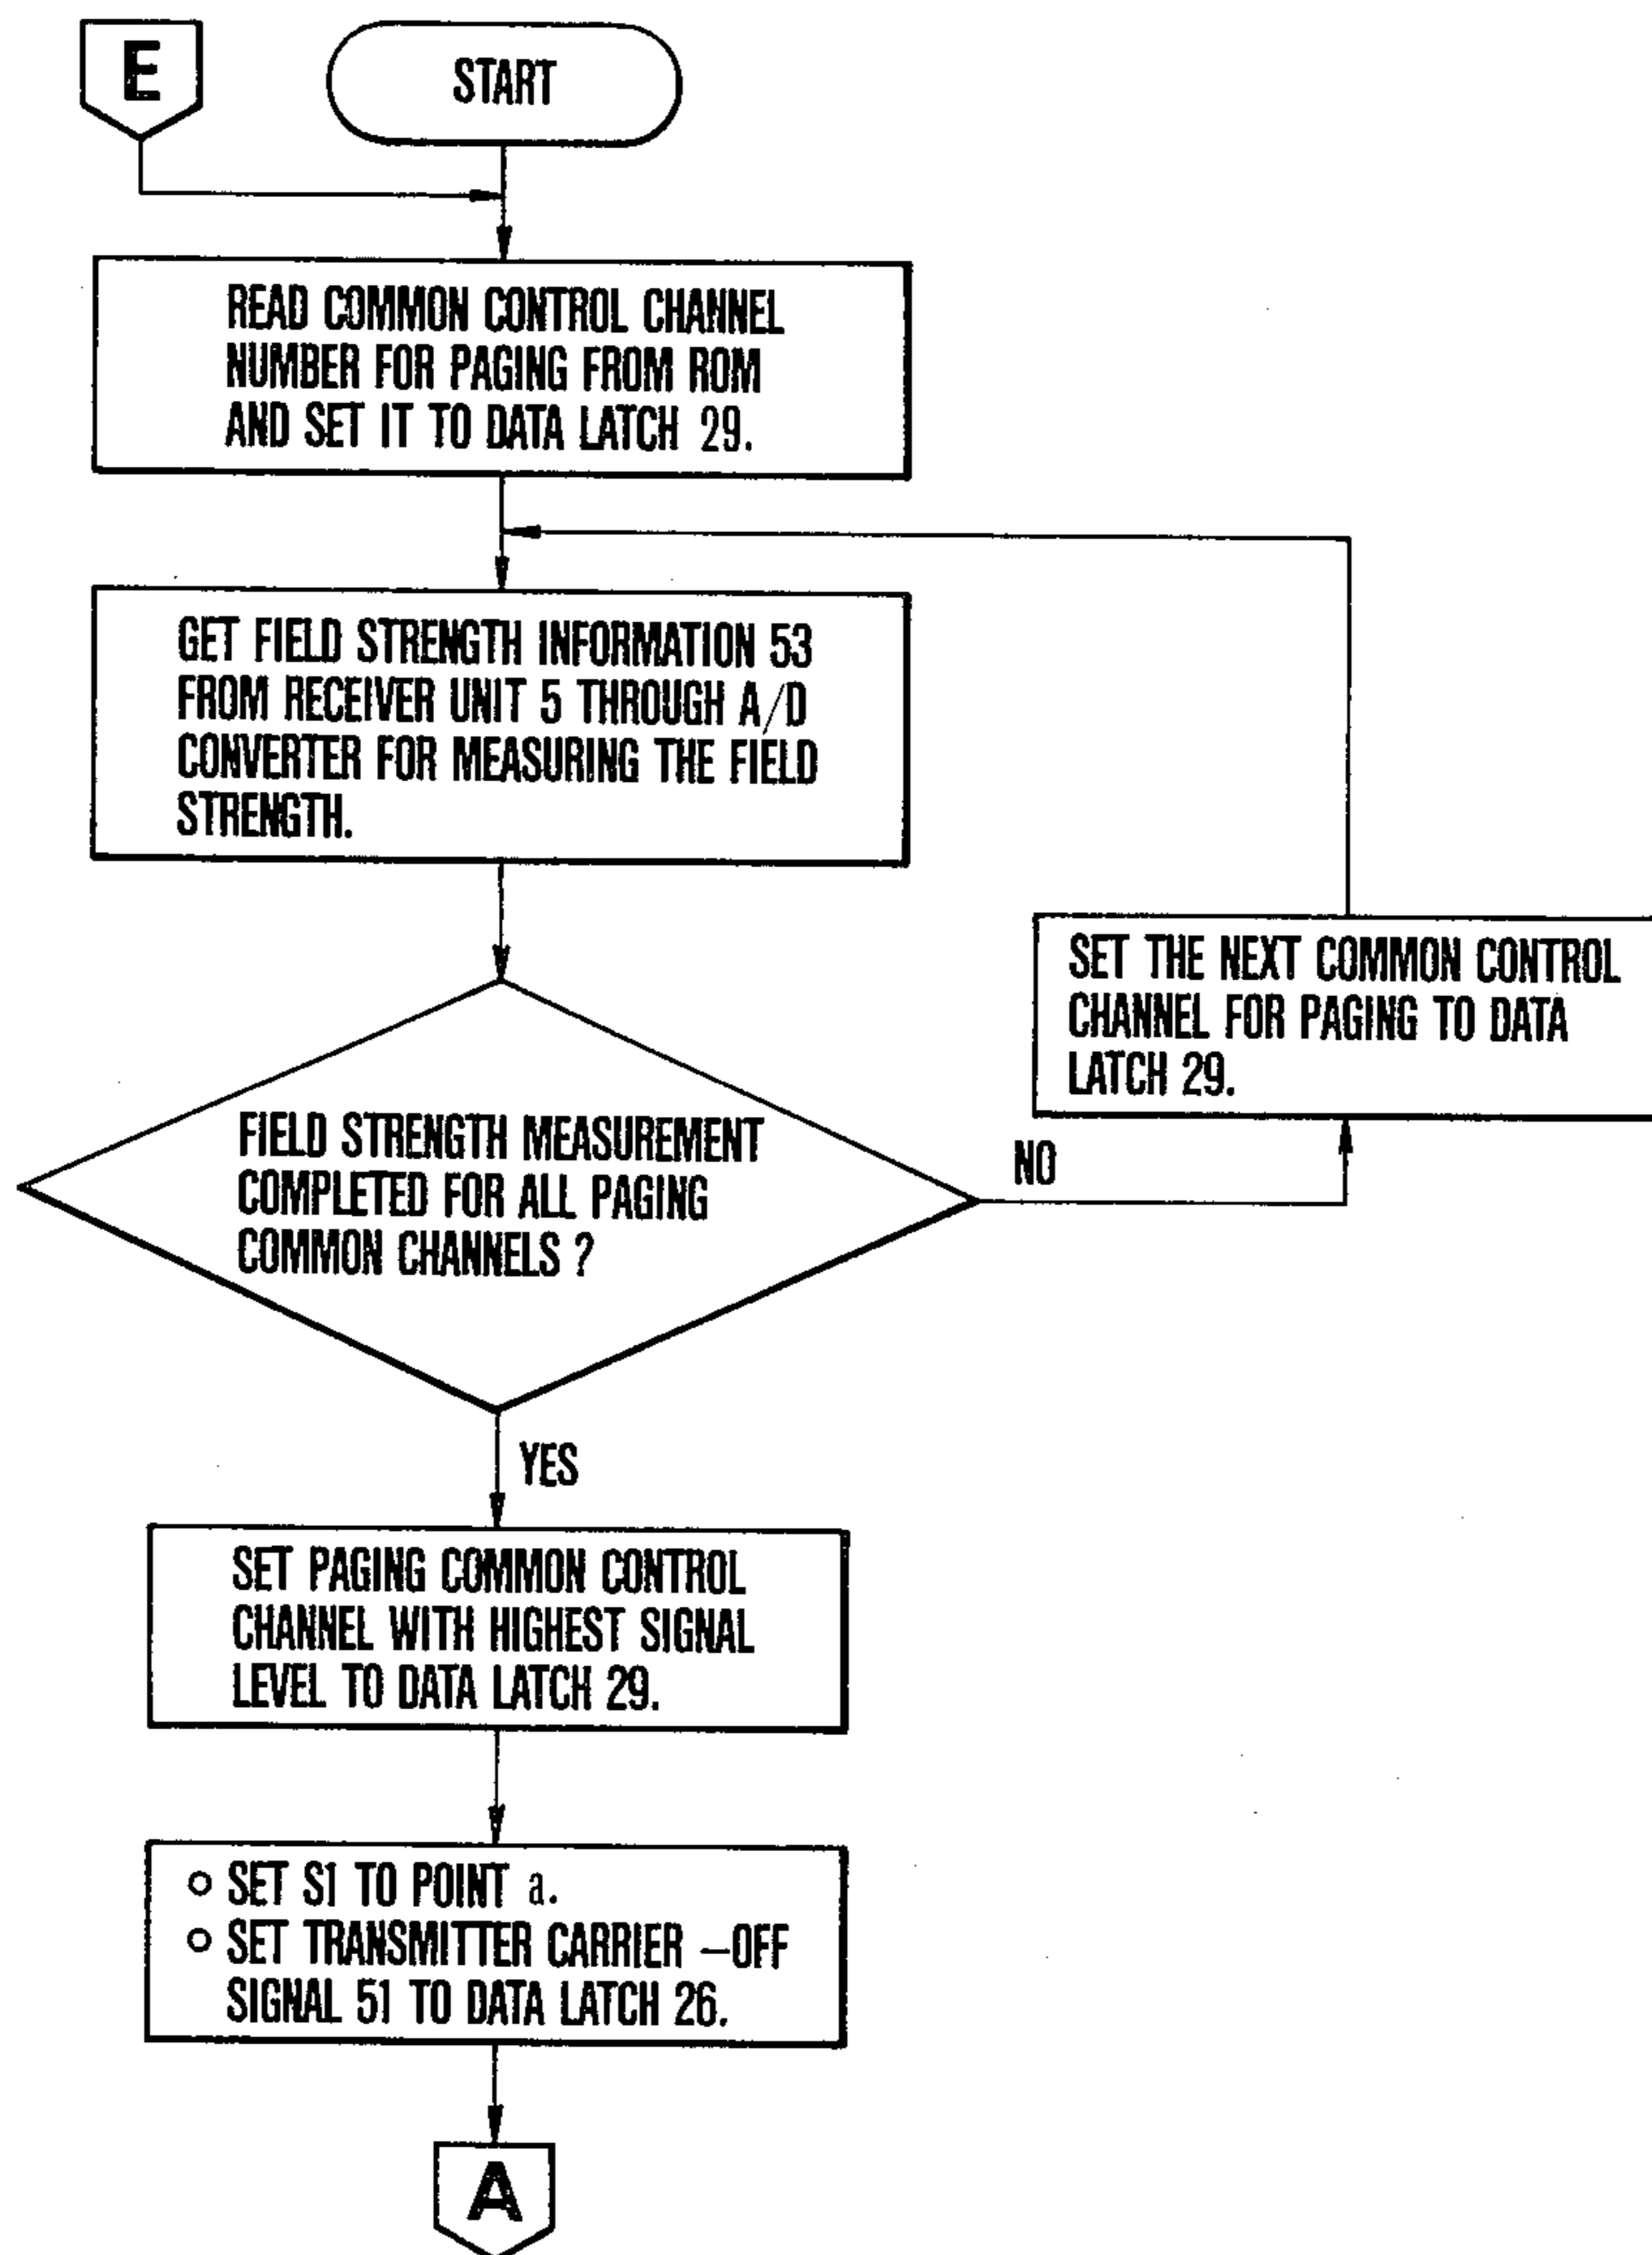 E
START
READ COMMON CONTROL CHANNEL
NUMBER FOR PAGING FROM ROM
AND SET IT TO DATA LATCH 29.
GET FIELD STRENGTH INFORMATION 53
FROM RECEIVER UNIT 5 THROUGH A/D
CONVERTER FOR MEASURING THE FIELD
STRENGTH.
SET THE NEXT COMMON CONTROL
CHANNEL FOR PAGING TO DATA
LATCH 29.
FIELD STRENGTH MEASUREMENT
COMPLETED FOR ALL PAGING
COMMON CHANNELS ?
NO
YES
SET PAGING COMMON CONTROL
CHANNEL WITH HIGHEST SIGNAL
LEVEL TO DATA LATCH 29.
○ SET S1 TO POINT a.
○ SET TRANSMITTER CARRIER –OFF
SIGNAL 51 TO DATA LATCH 26.
A